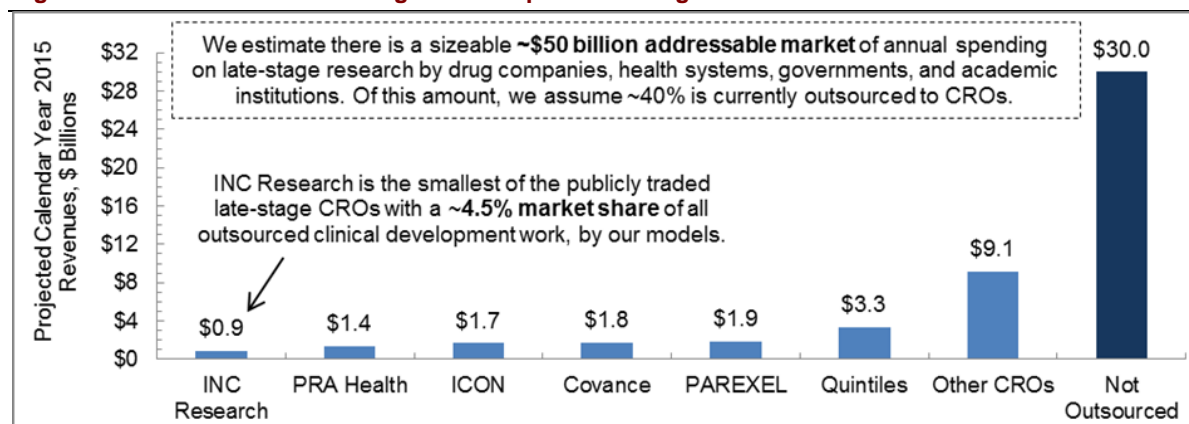 We estimate there is a sizeable ~$50 billion addressable market of annual spending
on late-stage research by drug companies, health systems, governments, and academic
institutions. Of this amount, we assume ~40% is currently outsourced to CROs.
INC Research is the smallest of the publicly traded
late-stage CROs with a ~4.5% market share of all
outsourced clinical development work, by our models.
Projected Calendar Year 2015
Revenues, $ Billions
$32
$28
$24
$20
$16
$12
$8
$4
$0
$0.9
$1.4
$1.7
$1.8
$1.9
$3.3
$9.1
$30.0
INC
Research
PRA Health
ICON
Covance
PAREXEL
Quintiles
Other CROs
Not
Outsourced